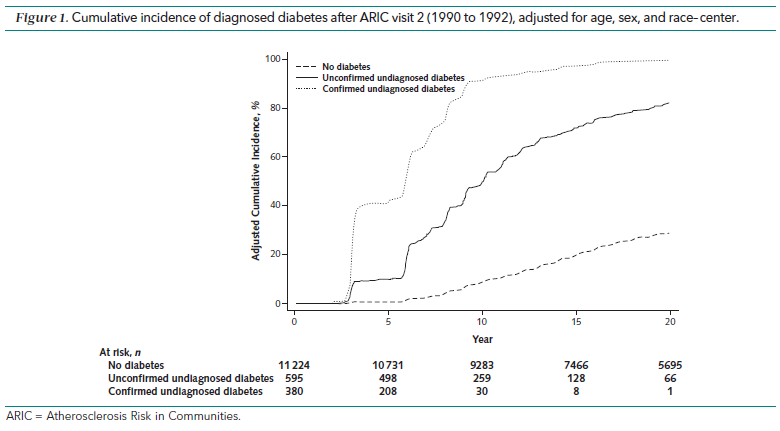 Figure 1. Cumulative incidence of diagnosed diabetes after ARIC visit 2 (1990 to 1992), adjusted for age, sex, and race-center.
100
80
60
40
20
0
Adjusted Cumulative Incidence, %
No diabetes
Unconfirmed undiagnosed diabetes
Confirmed undiagnosed diabetes
0 5 10 15 20
Year
At risk, n
No diabetes 11 224 10 731 9283 7466 5695
Unconfirmed undiagnosed diabetes 595 498 259 128 66
Confirmed undiagnosed diabetes 380 208 30 8 1
ARIC = Atherosclerosis Risk in Communities.